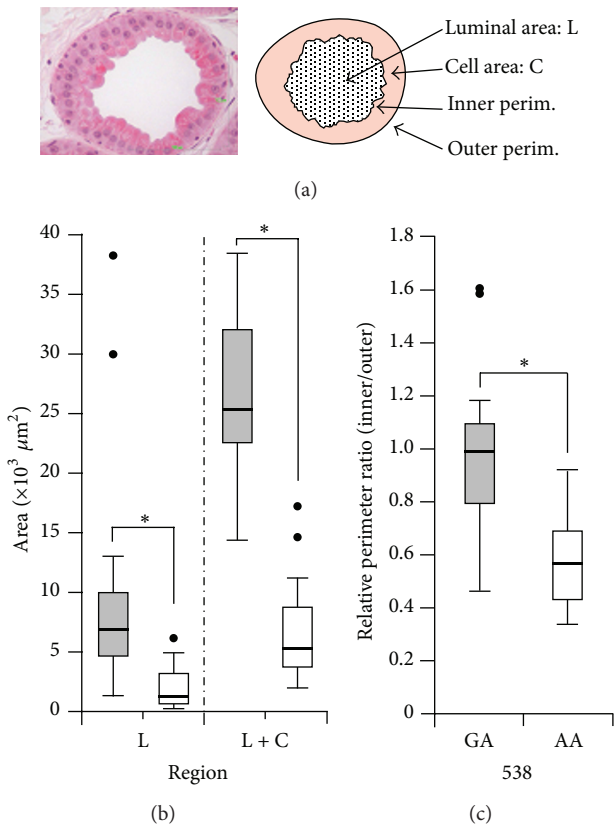 Luminal area: L
Cell area: C
Inner perim.
Outer perim.
(a)
Area (×10³ μm²)
40
35
30
25
20
15
10
5
0
*
*
L
L + C
Region
(b)
Relative perimeter ratio (inner/outer)
1.8
1.6
1.4
1.2
1.0
0.8
0.6
0.4
0.2
0
*
GA
AA
538
(c)